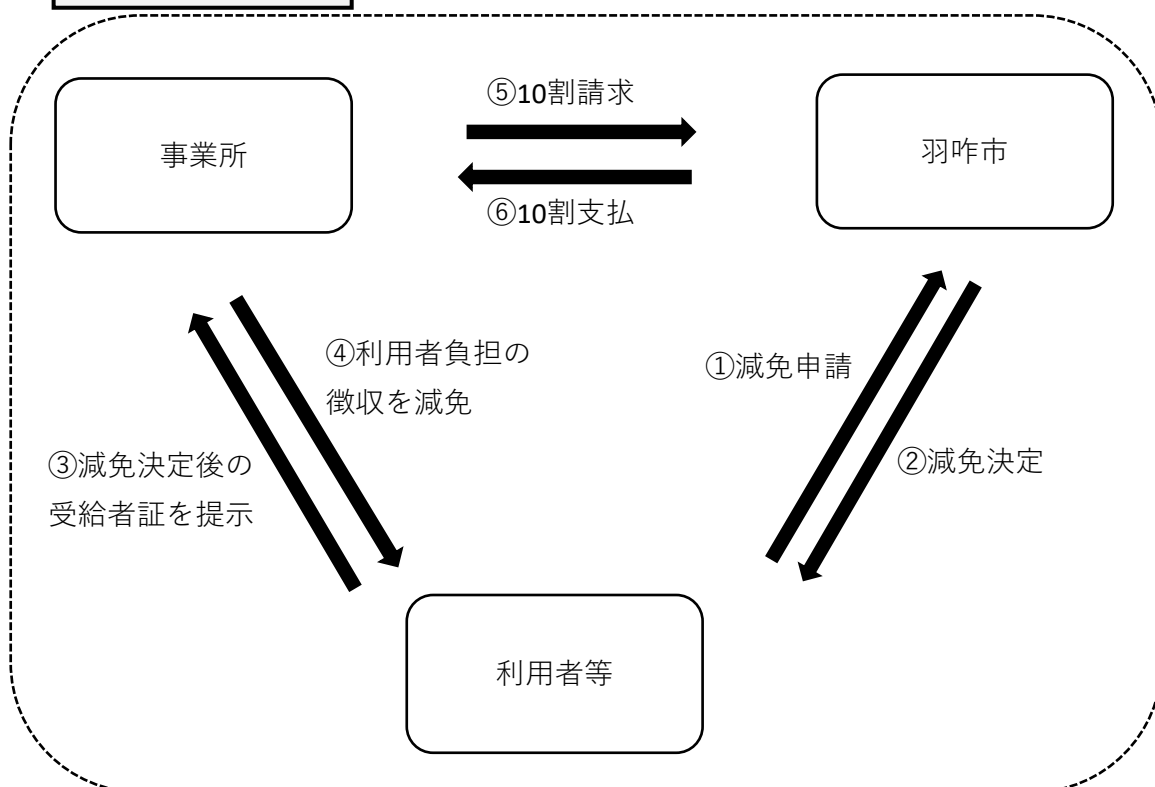 ⑤10割請求
事業所
羽咋市
⑥10割支払
④利用者負担の
徴収を減免
①減免申請
③減免決定後の
受給者証を提示
②減免決定
利用者等